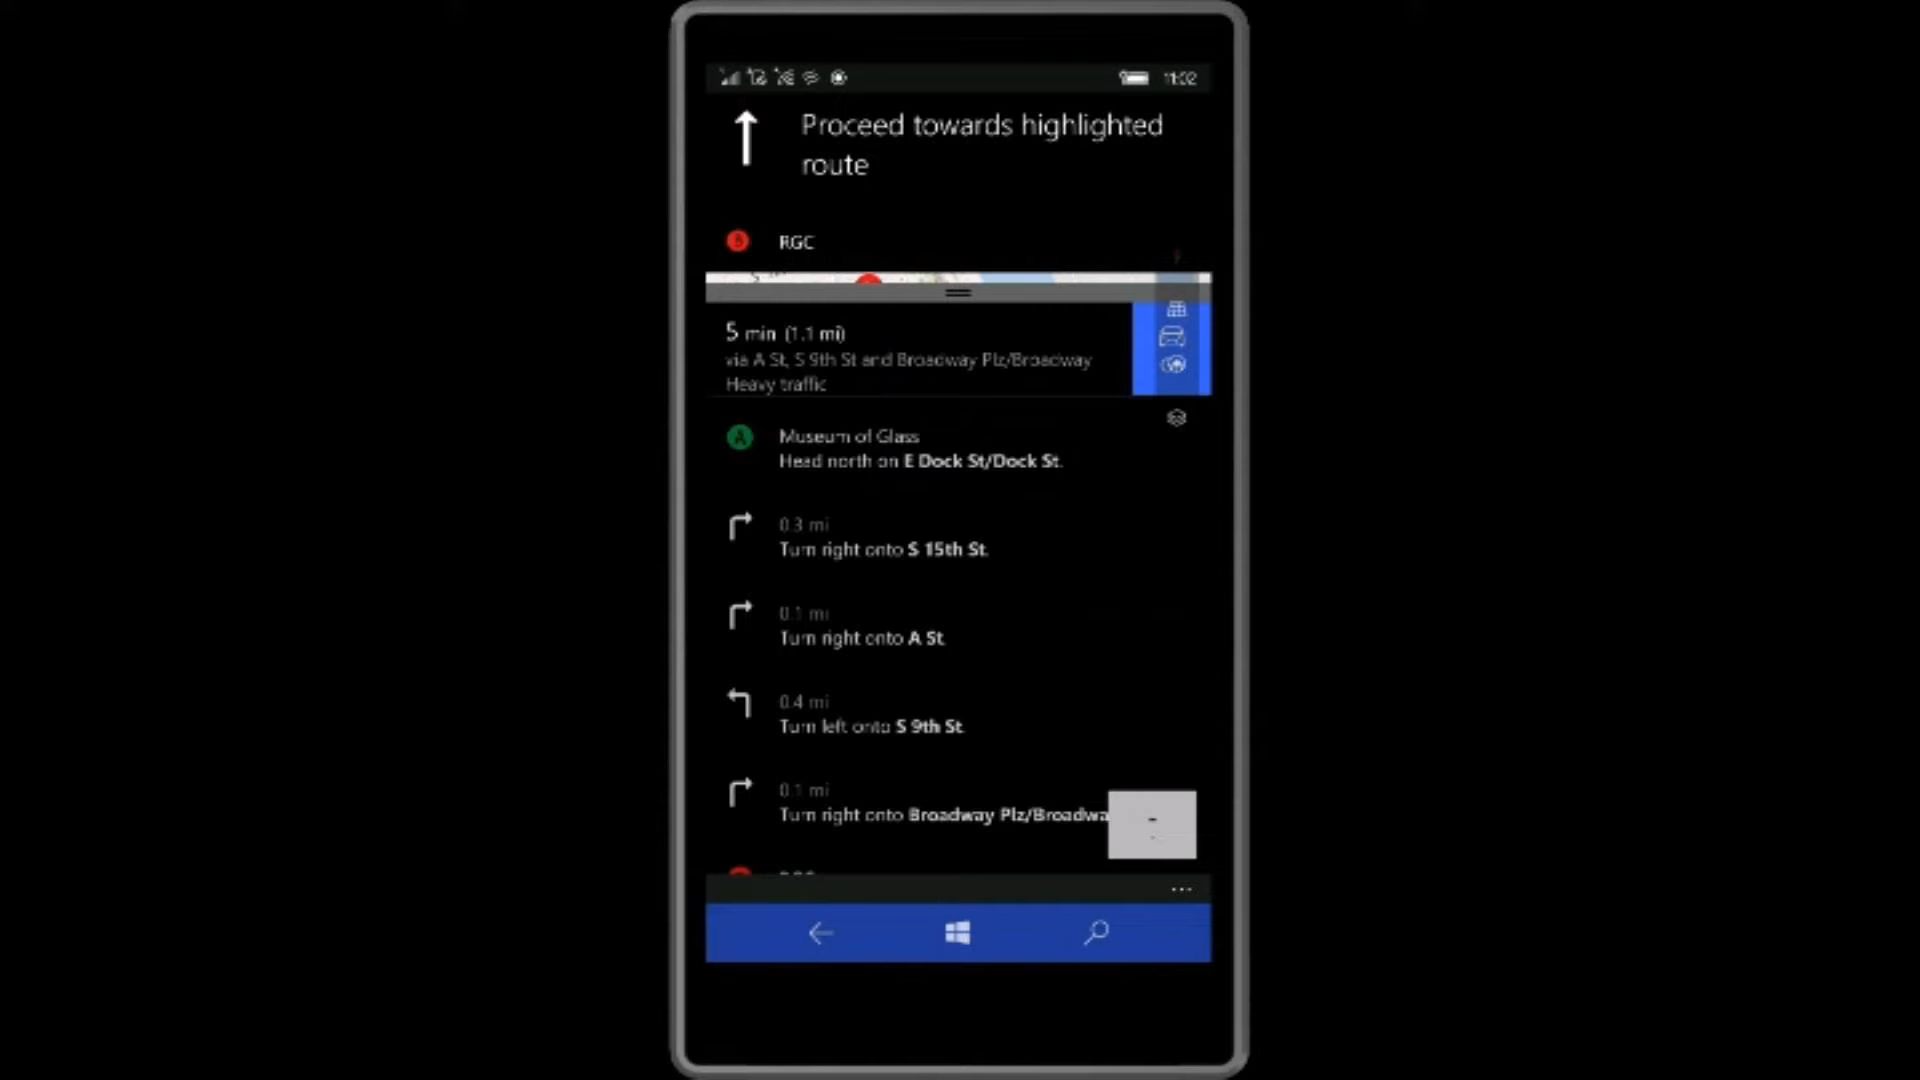 11:02
Proceed towards highlighted
route
B RGC
5 min (1.1 mi)
via A St, S 9th St and Broadway Plz/Broadway
Heavy traffic
A Museum of Glass
Head north on E Dock St/Dock St.
0.3 mi
Turn right onto S 15th St.
0.1 mi
Turn right onto A St.
0.4 mi
Turn left onto S 9th St.
0.1 mi
Turn right onto Broadway Plz/Broadwa